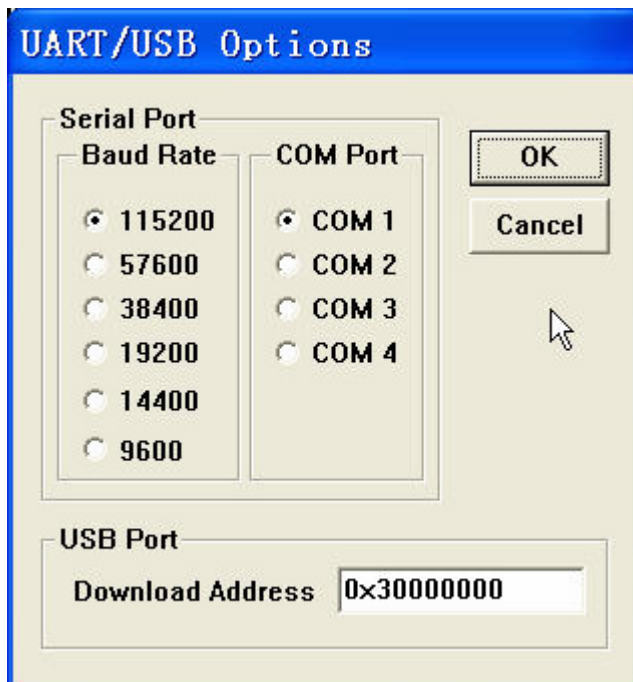 UART/USB Options
Serial Port
Baud Rate
115200
57600
38400
19200
14400
9600
COM Port
COM 1
COM 2
COM 3
COM 4
OK
Cancel
USB Port
Download Address 0x30000000